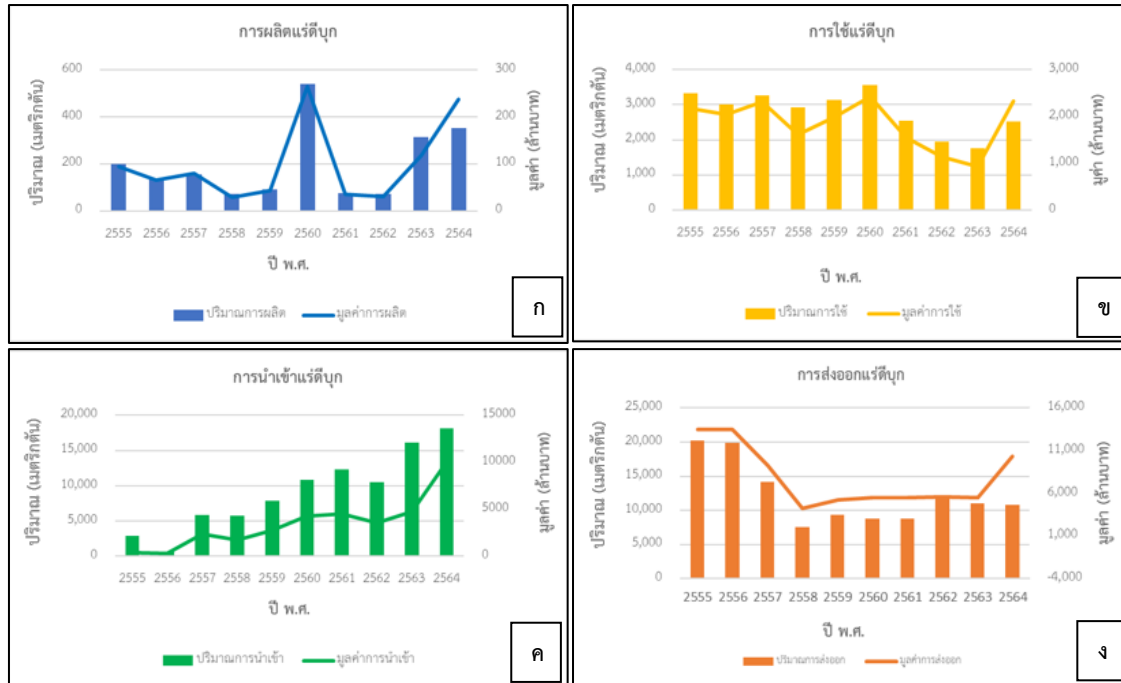 การผลิตแร่ดีบุก
ปริมาณ (เมตริกตัน)
600
400
200
0
300
200
100
0
มูลค่า (ล้านบาท)
2555 2556 2557 2558 2559 2560 2561 2562 2563 2564
ปี พ.ศ.
ปริมาณการผลิต มูลค่าการผลิต
ก
การใช้แร่ดีบุก
ปริมาณ (เมตริกตัน)
4,000
3,000
2,000
1,000
0
3,000
2,000
1,000
0
มูค่า (ล้านบาท)
2555 2556 2557 2558 2559 2560 2561 2562 2563 2564
ปี พ.ศ.
ปริมาณการใช้ มูลค่าการใช้
ข
การนำเข้าแร่ดีบุก
ปริมาณ (เมตริกตัน)
20,000
15,000
10,000
5,000
0
15000
10000
5000
0
มูลค่า (ล้านบาท)
2555 2556 2557 2558 2559 2560 2561 2562 2563 2564
ปี พ.ศ.
ปริมาณการนำเข้า มูลค่าการนำเข้า
ค
การส่งออกแร่ดีบุก
ปริมาณ (เมตริกตัน)
25,000
20,000
15,000
10,000
5,000
0
16,000
11,000
6,000
1,000
-4,000
มูลค่า (ล้านบาท)
2555 2556 2557 2558 2559 2560 2561 2562 2563 2564
ปี พ.ศ.
ปริมาณการส่งออก มูลค่าการส่งออก
ง